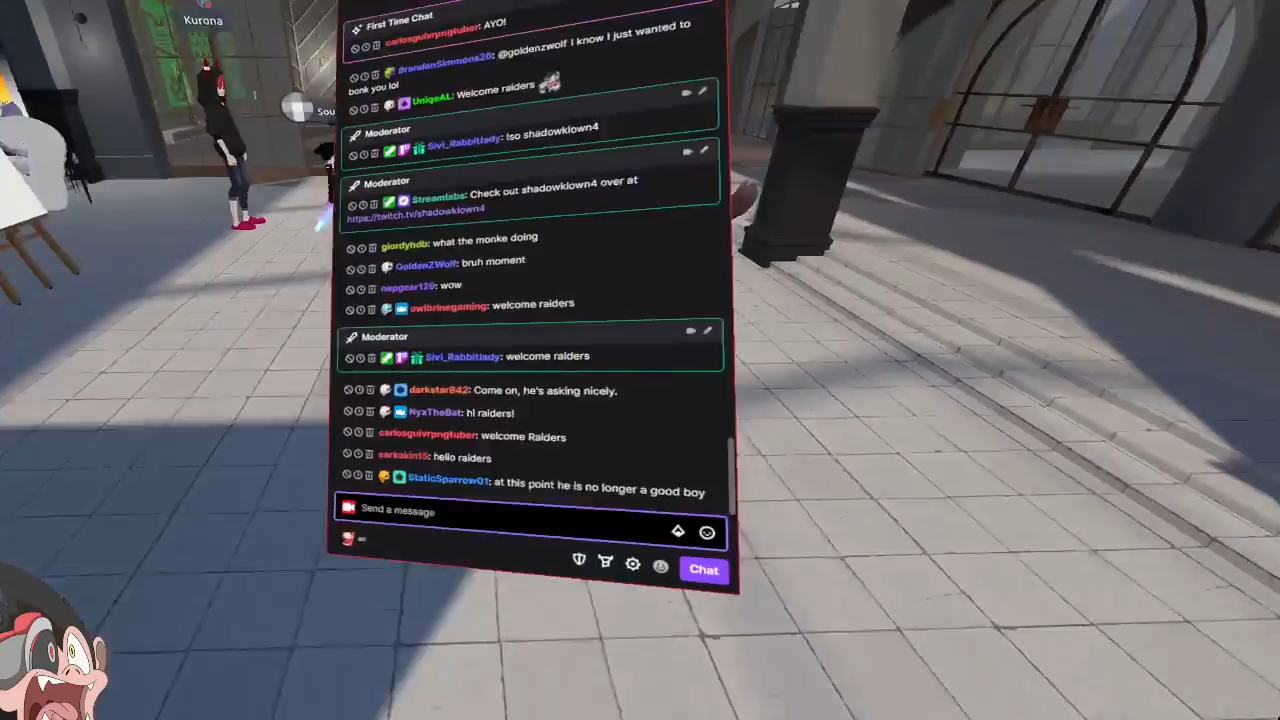 Kurona
Sou
First Time Chat
carlosguivrpngtuber: AYO!
BrandonSimmons26: @goldenzwolf I know I just wanted to
bonk you lol
UniqeAL: Welcome raiders
Moderator
Sivi_Rabbitlady: !so shadowklown4
Moderator
Streamlabs: Check out shadowklown4 over at
https://twitch.tv/shadowklown4
giordyhdb: what the monke doing
GoldenZWolf: bruh moment
nepgear129: wow
owlbrinegaming: welcome raiders
Moderator
Sivi_Rabbitlady: welcome raiders
darkstar842: Come on, he's asking nicely.
NyxTheBat: hi raiders!
carlosguivrpngtuber: welcome Raiders
sarkakin15: hello raiders
StaticSparrow01: at this point he is no longer a good boy
Send a message
Chat